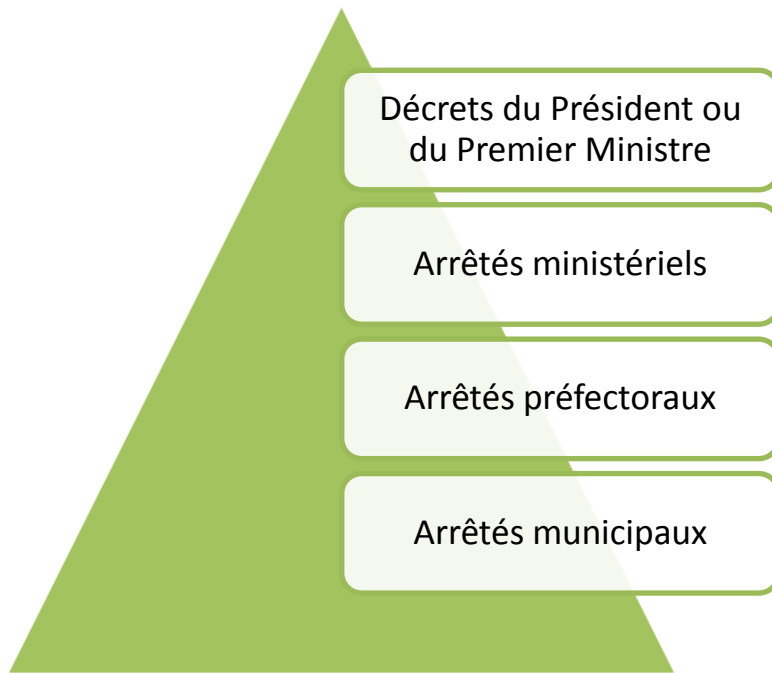 Décrets du Président ou
du Premier Ministre
Arrêtés ministériels
Arrêtés préfectoraux
Arrêtés municipaux